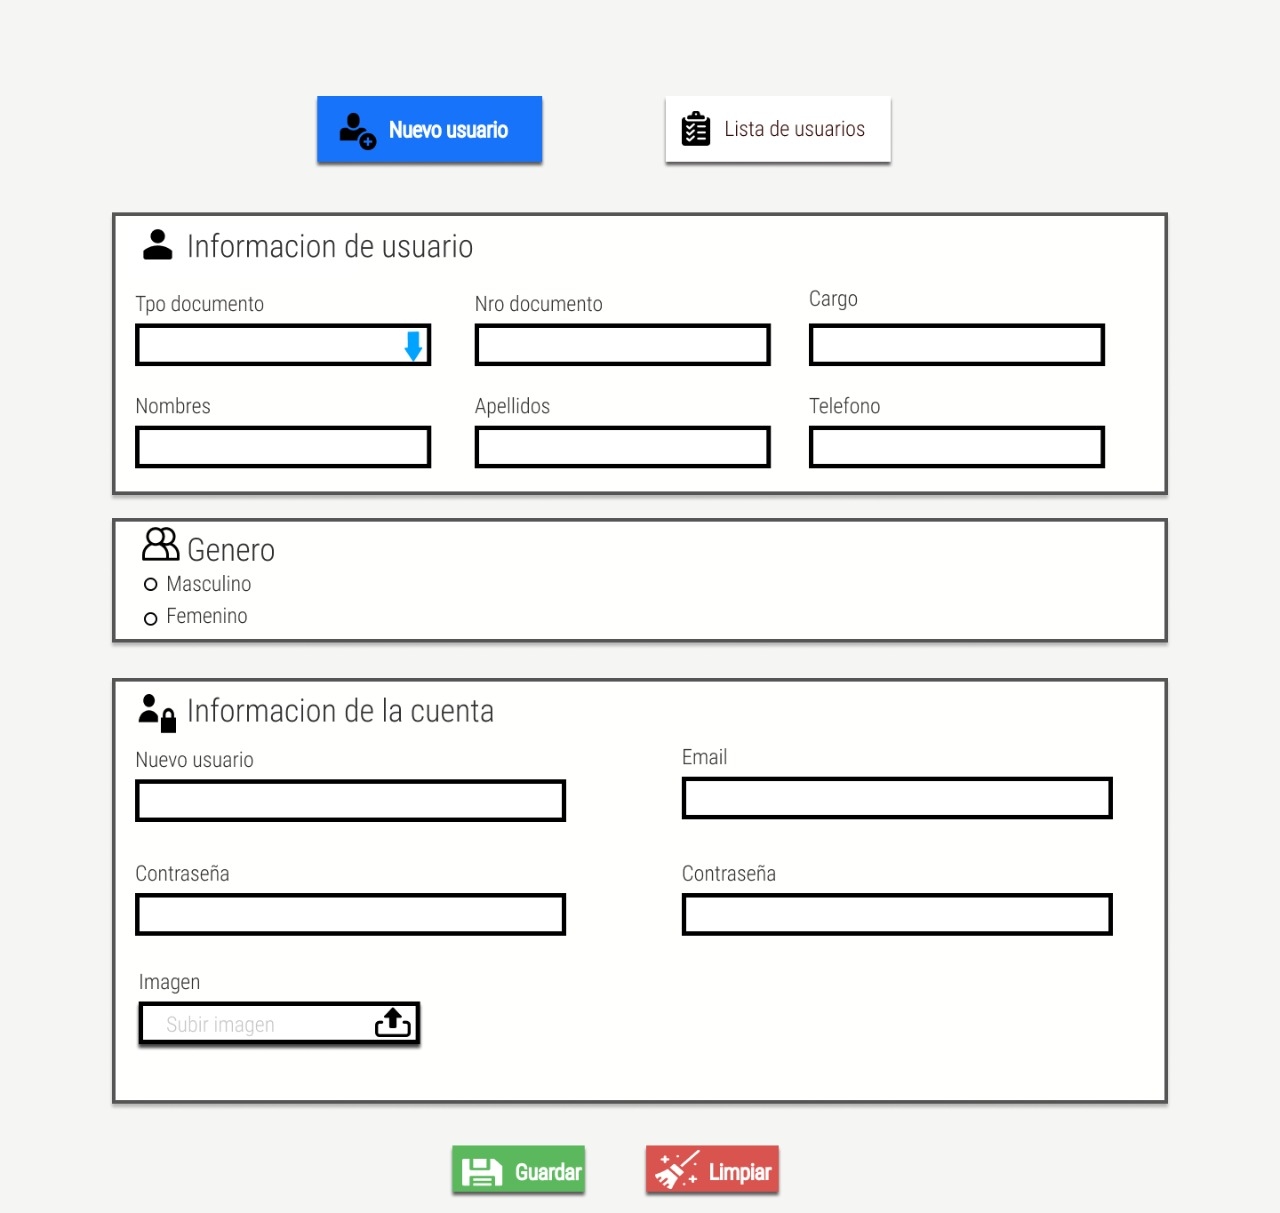 Nuevo usuario
Lista de usuarios
Informacion de usuario
Tpo documento
Nro documento
Cargo
Nombres
Apellidos
Telefono
Genero
Masculino
Femenino
Informacion de la cuenta
Nuevo usuario
Email
Contraseña
Contraseña
Imagen
Subir imagen
Guardar
Limpiar